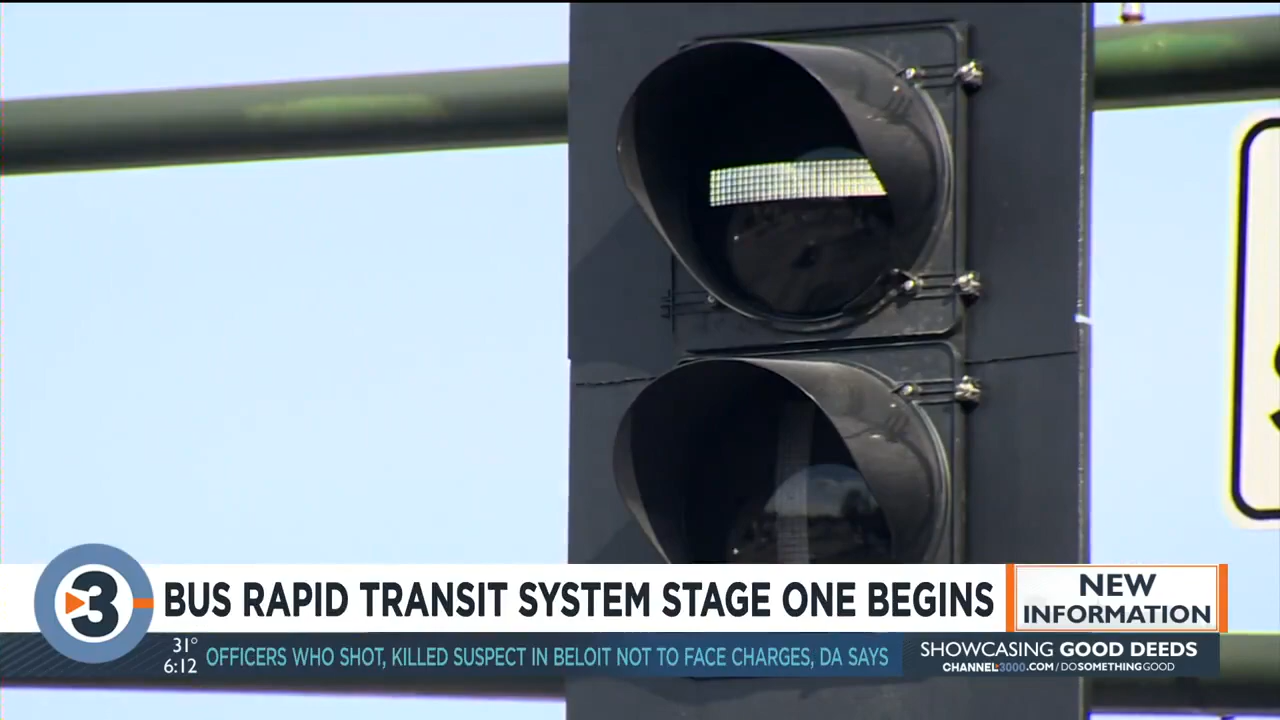 3
BUS RAPID TRANSIT SYSTEM STAGE ONE BEGINS
NEW
INFORMATION
31°
6:12
OFFICERS WHO SHOT, KILLED SUSPECT IN BELOIT NOT TO FACE CHARGES, DA SAYS
SHOWCASING GOOD DEEDS
CHANNEL3000.COM/DOSOMETHINGGOOD